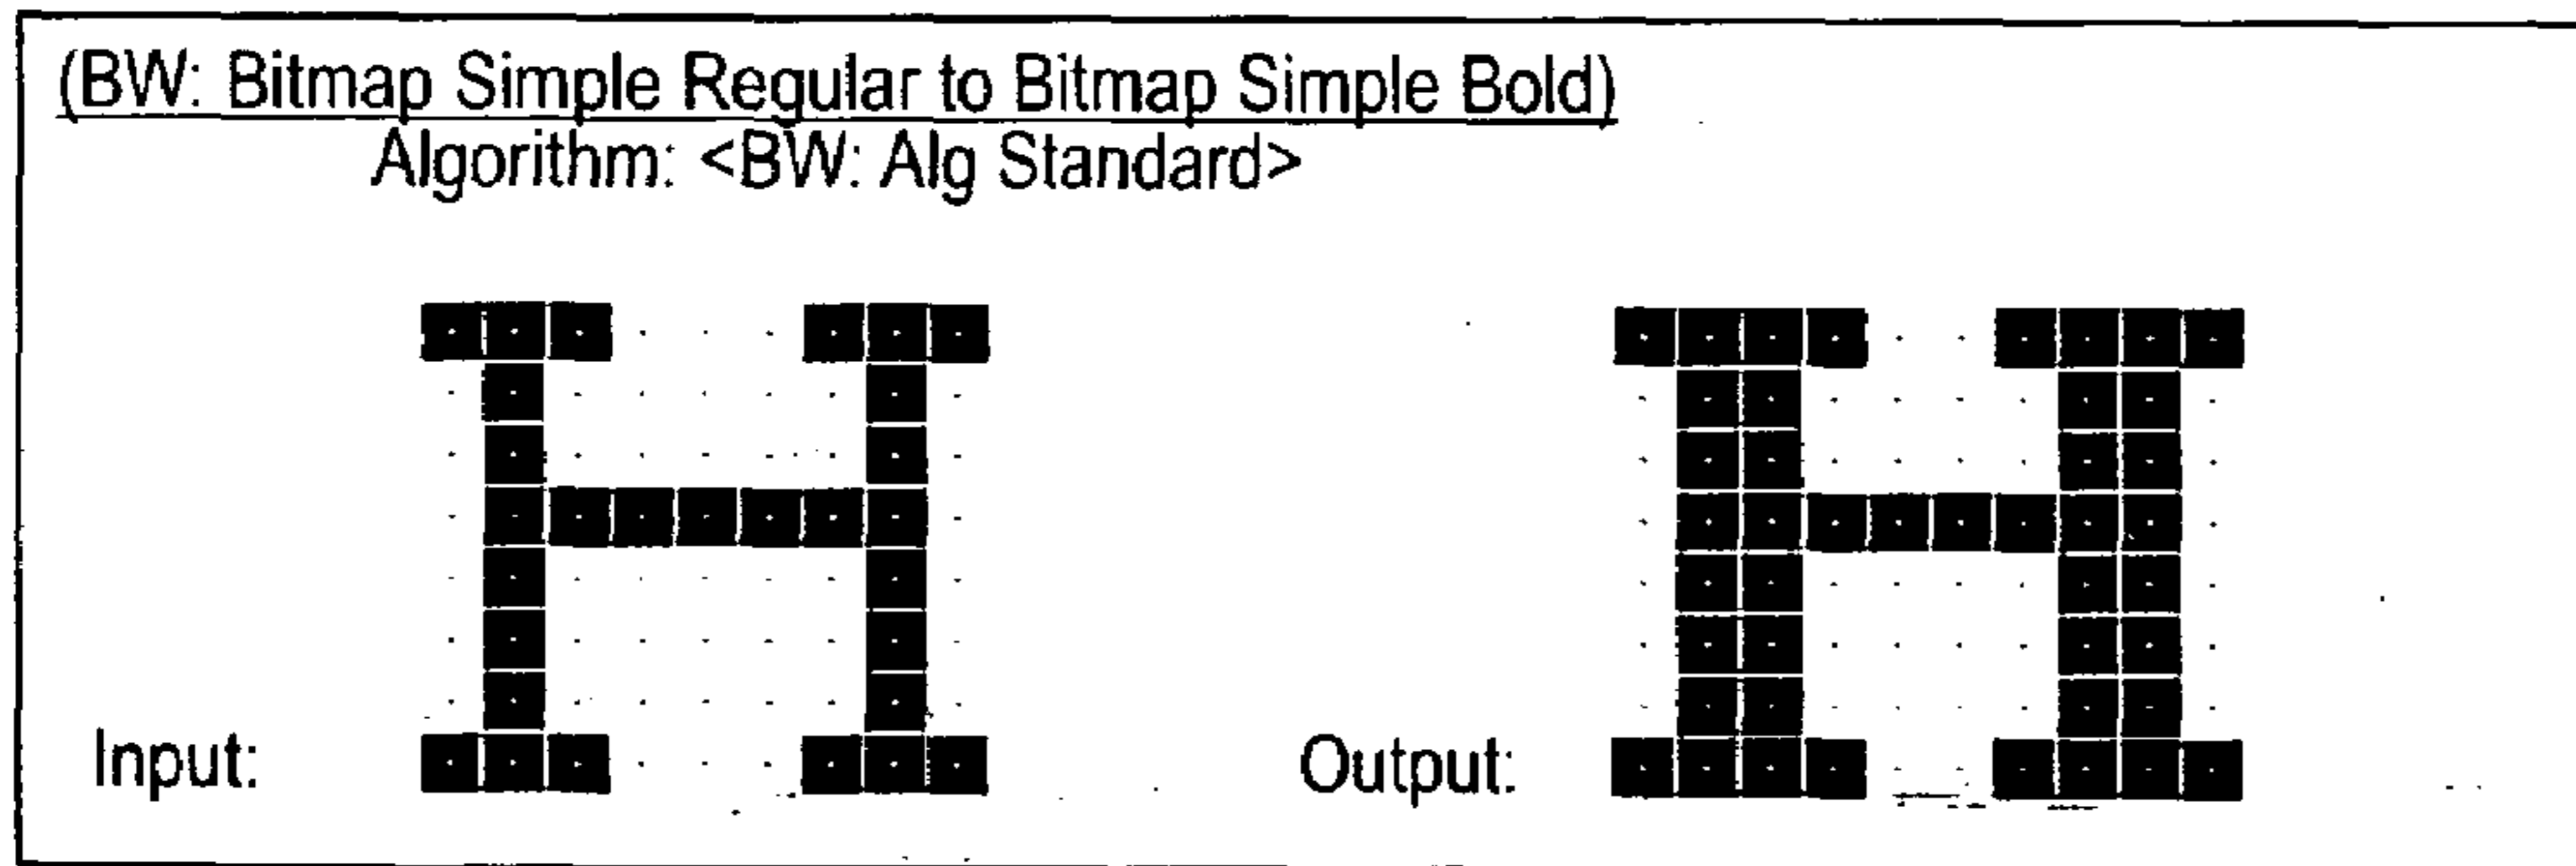 (BW: Bitmap Simple Regular to Bitmap Simple Bold)
Algorithm: <BW: Alg Standard>
Input:
Output: